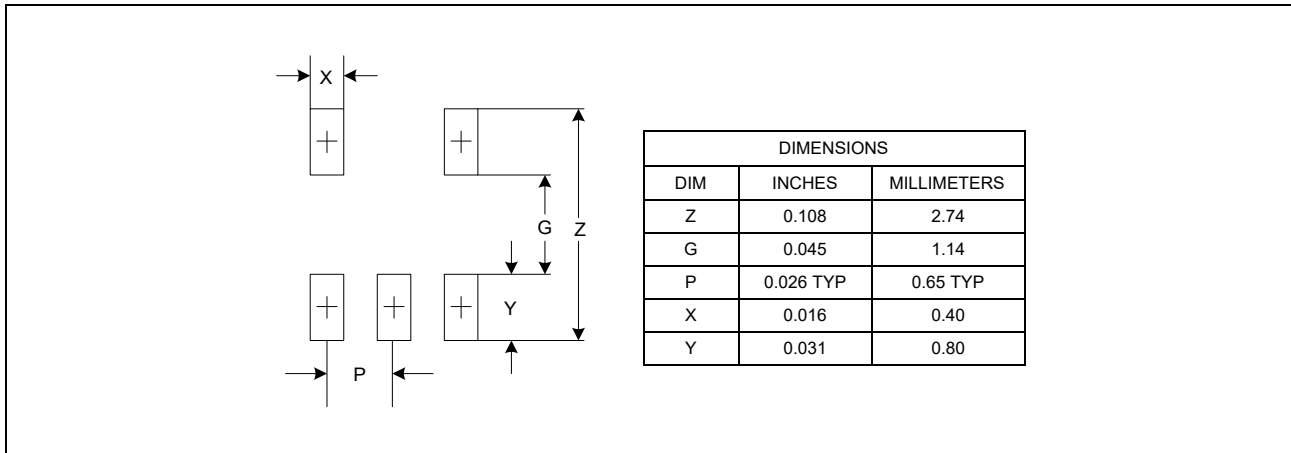 X
G
Z
Y
P
DIMENSIONS
DIM INCHES MILLIMETERS
Z 0.108 2.74
G 0.045 1.14
P 0.026 TYP 0.65 TYP
X 0.016 0.40
Y 0.031 0.80